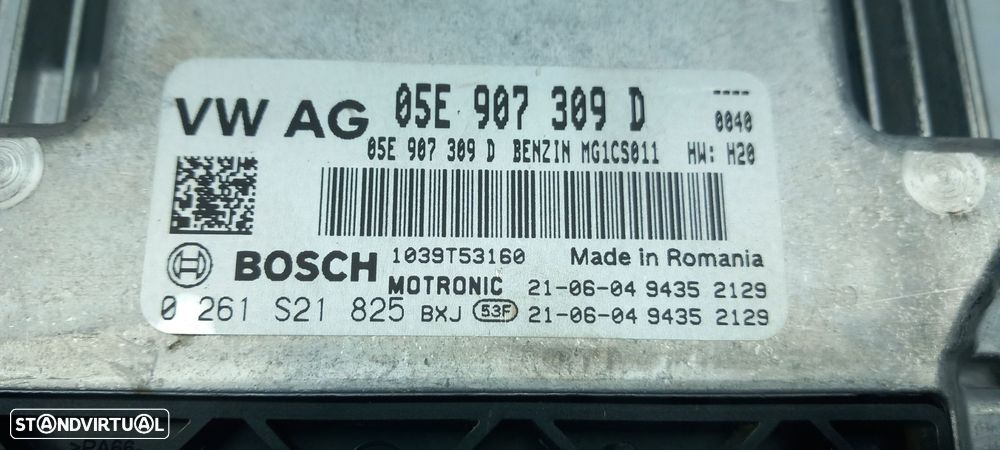 VW AG 05E 907 309 D ----
0040
05E 907 309 D BENZIN MG1CS011 HW: H20
BOSCH 1039T53160 Made in Romania
MOTRONIC 21-06-04 9435 2129
0 261 S21 825 BXJ 53F 21-06-04 9435 2129
STANDVIRTUAL
>PA66